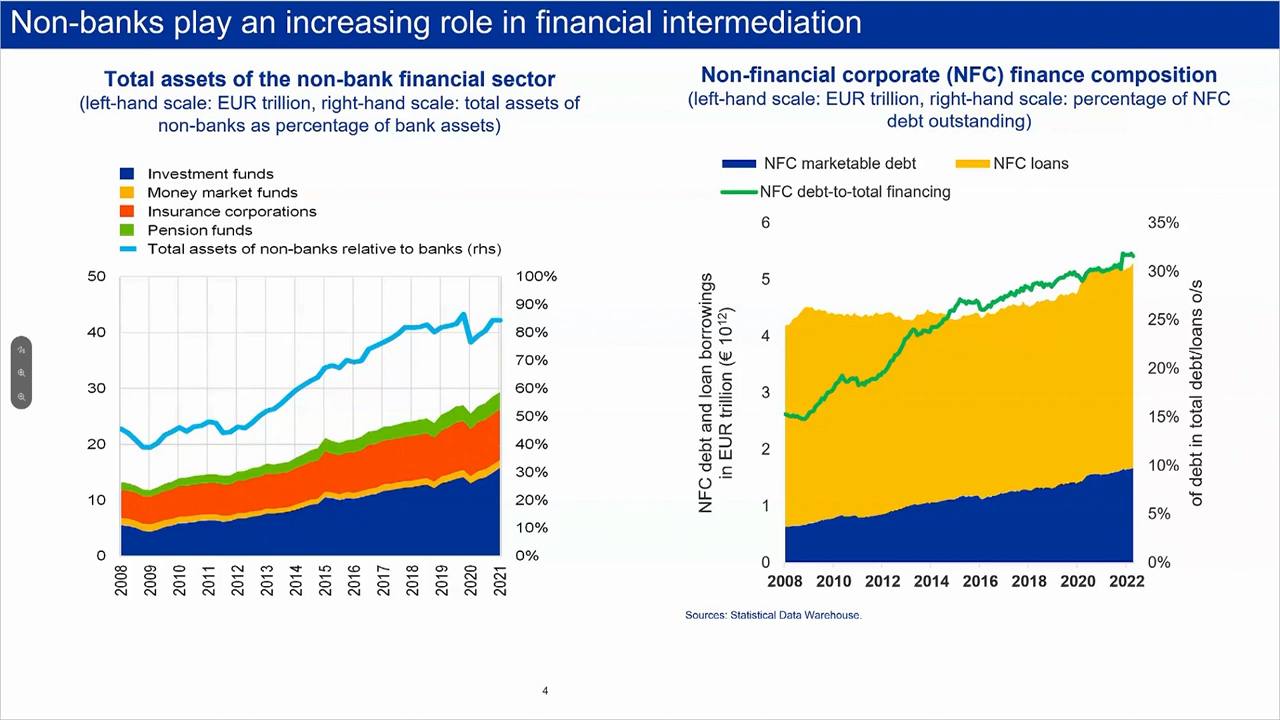 Non-banks play an increasing role in financial intermediation
Total assets of the non-bank financial sector
(left-hand scale: EUR trillion, right-hand scale: total assets of
non-banks as percentage of bank assets)
Investment funds
Money market funds
Insurance corporations
Pension funds
Total assets of non-banks relative to banks (rhs)
50
40
30
20
10
0
100%
90%
80%
70%
60%
50%
40%
30%
20%
10%
0%
2008
2009
2010
2011
2012
2013
2014
2015
2016
2017
2018
2019
2020
2021
Non-financial corporate (NFC) finance composition
(left-hand scale: EUR trillion, right-hand scale: percentage of NFC
debt outstanding)
NFC marketable debt
NFC loans
NFC debt-to-total financing
NFC debt and loan borrowings
in EUR trillion (€ 10¹²)
6
5
4
3
2
1
0
35%
30%
25%
20%
15%
10%
5%
0%
percentage of NFC
of debt in total debt/loans o/s
2008 2010 2012 2014 2016 2018 2020 2022
Sources: Statistical Data Warehouse.
4